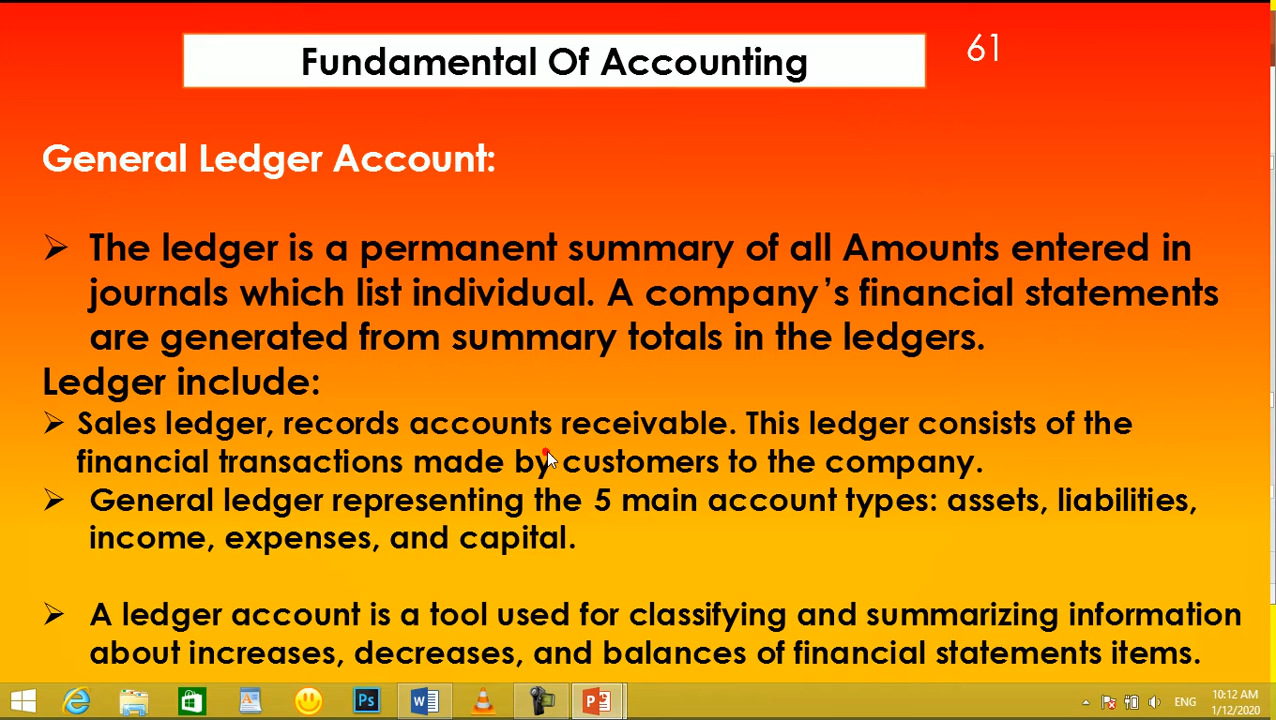 Fundamental Of Accounting
61
General Ledger Account:
➢ The ledger is a permanent summary of all Amounts entered in
journals which list individual. A company's financial statements
are generated from summary totals in the ledgers.
Ledger include:
➢ Sales ledger, records accounts receivable. This ledger consists of the
financial transactions made by customers to the company.
➢ General ledger representing the 5 main account types: assets, liabilities,
income, expenses, and capital.
➢ A ledger account is a tool used for classifying and summarizing information
about increases, decreases, and balances of financial statements items.
Ps
ENG
10:12 AM
1/12/2020